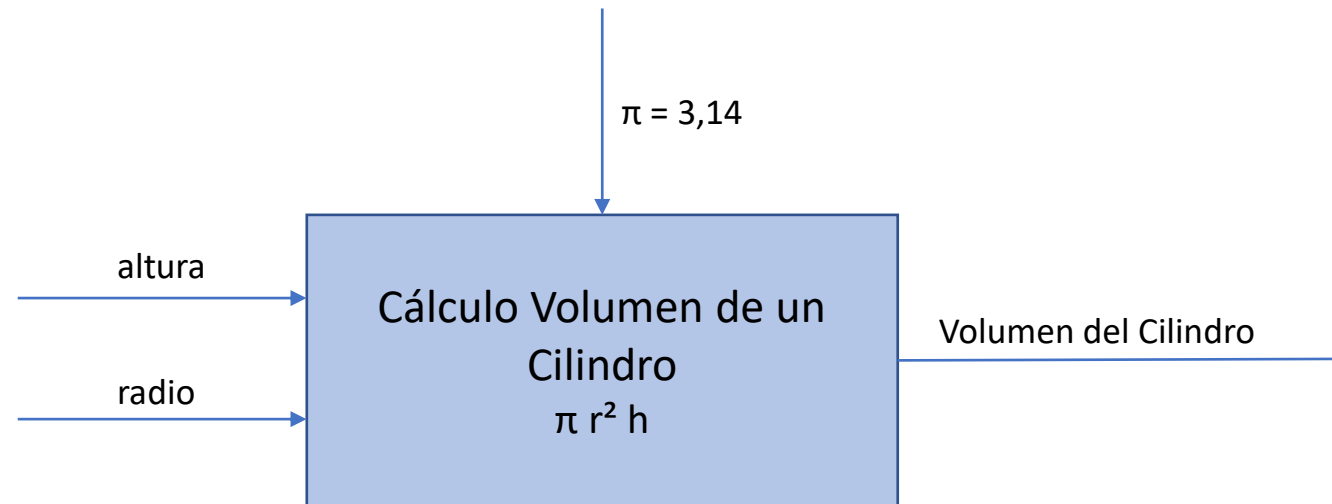 π = 3,14
altura
Cálculo Volumen de un
Cilindro
π r² h
radio
Volumen del Cilindro